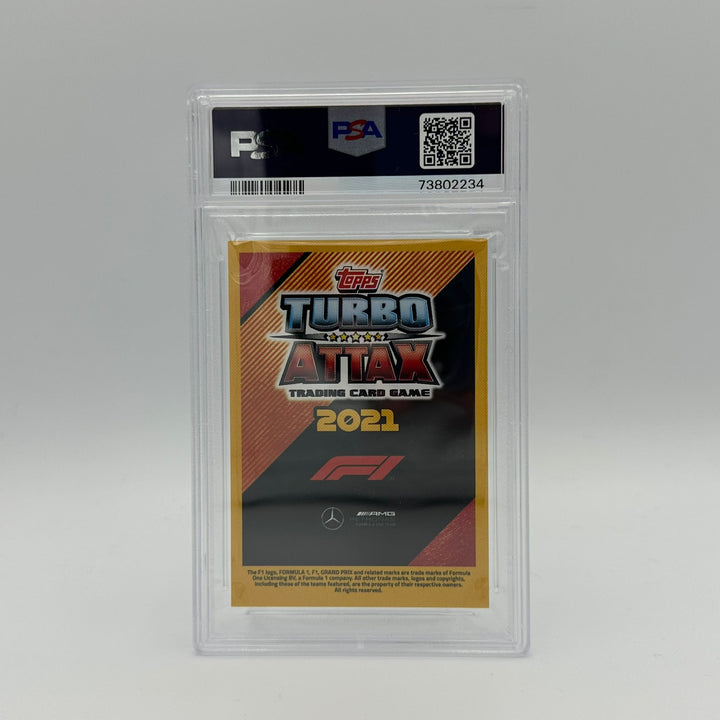 PSA
PSA
73802234
Topps
TURBO
ATTAX
TRADING CARD GAME
2021
F1
AMG
The F1 logo, FORMULA 1, F1, GRAND PRIX and related marks are trade marks of Formula
One Licensing BV, a Formula 1 company. All other trade marks, logos and copyrights,
including those of the teams featured, are the property of their respective owners.
All rights reserved.